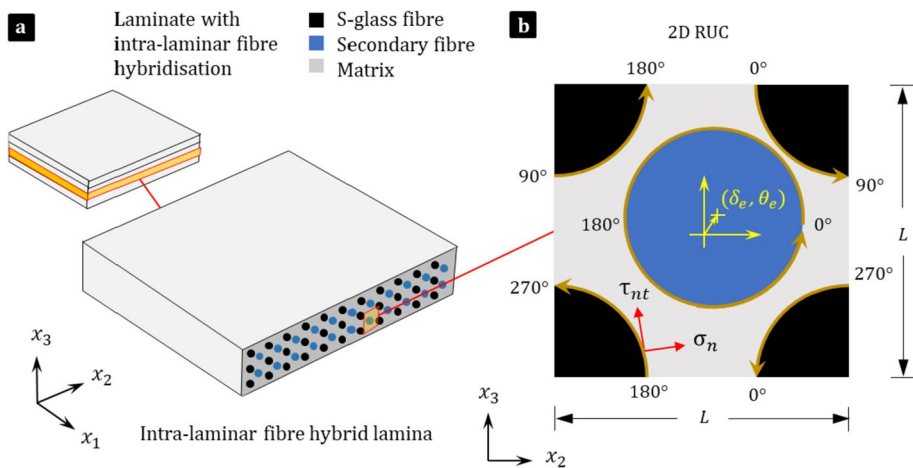 a
Laminate with
intra-laminar fibre
hybridisation
S-glass fibre
Secondary fibre
Matrix
x₃
x₂
x₁
Intra-laminar fibre hybrid lamina
b
2D RUC
180°
0°
90°
90°
(δₑ, θₑ)
180°
0°
L
270°
270°
τₙₜ
σₙ
180°
0°
x₃
L
x₂